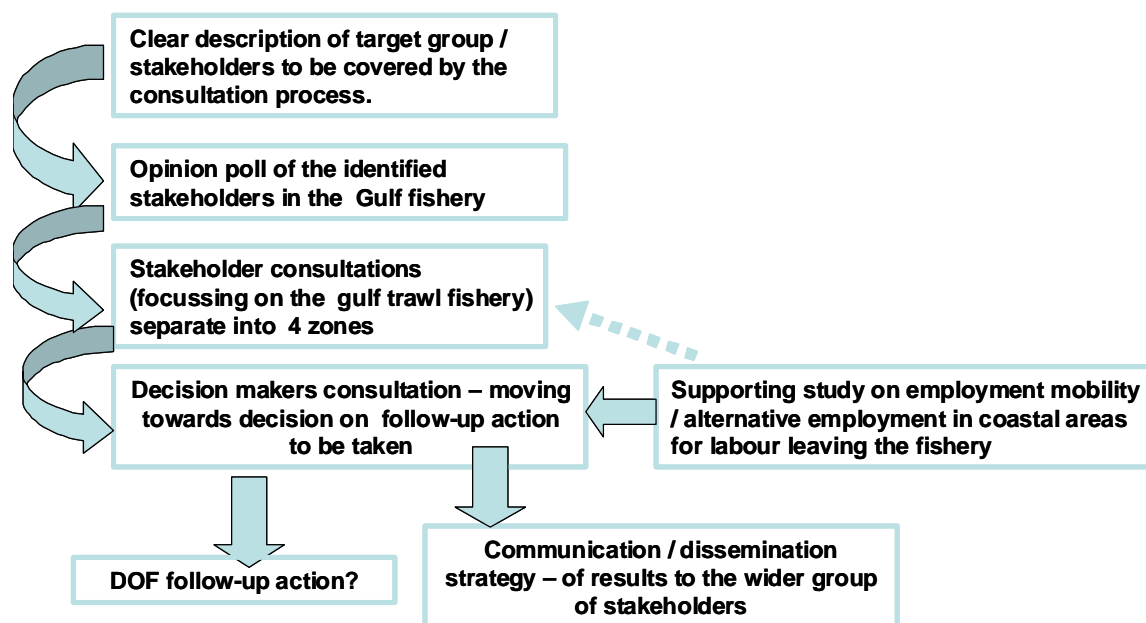 Clear description of target group /
stakeholders to be covered by the
consultation process.
Opinion poll of the identified
stakeholders in the Gulf fishery
Stakeholder consultations
(focussing on the gulf trawl fishery)
separate into 4 zones
Decision makers consultation – moving
towards decision on follow-up action
to be taken
Supporting study on employment mobility
/ alternative employment in coastal areas
for labour leaving the fishery
DOF follow-up action?
Communication / dissemination
strategy – of results to the wider group
of stakeholders